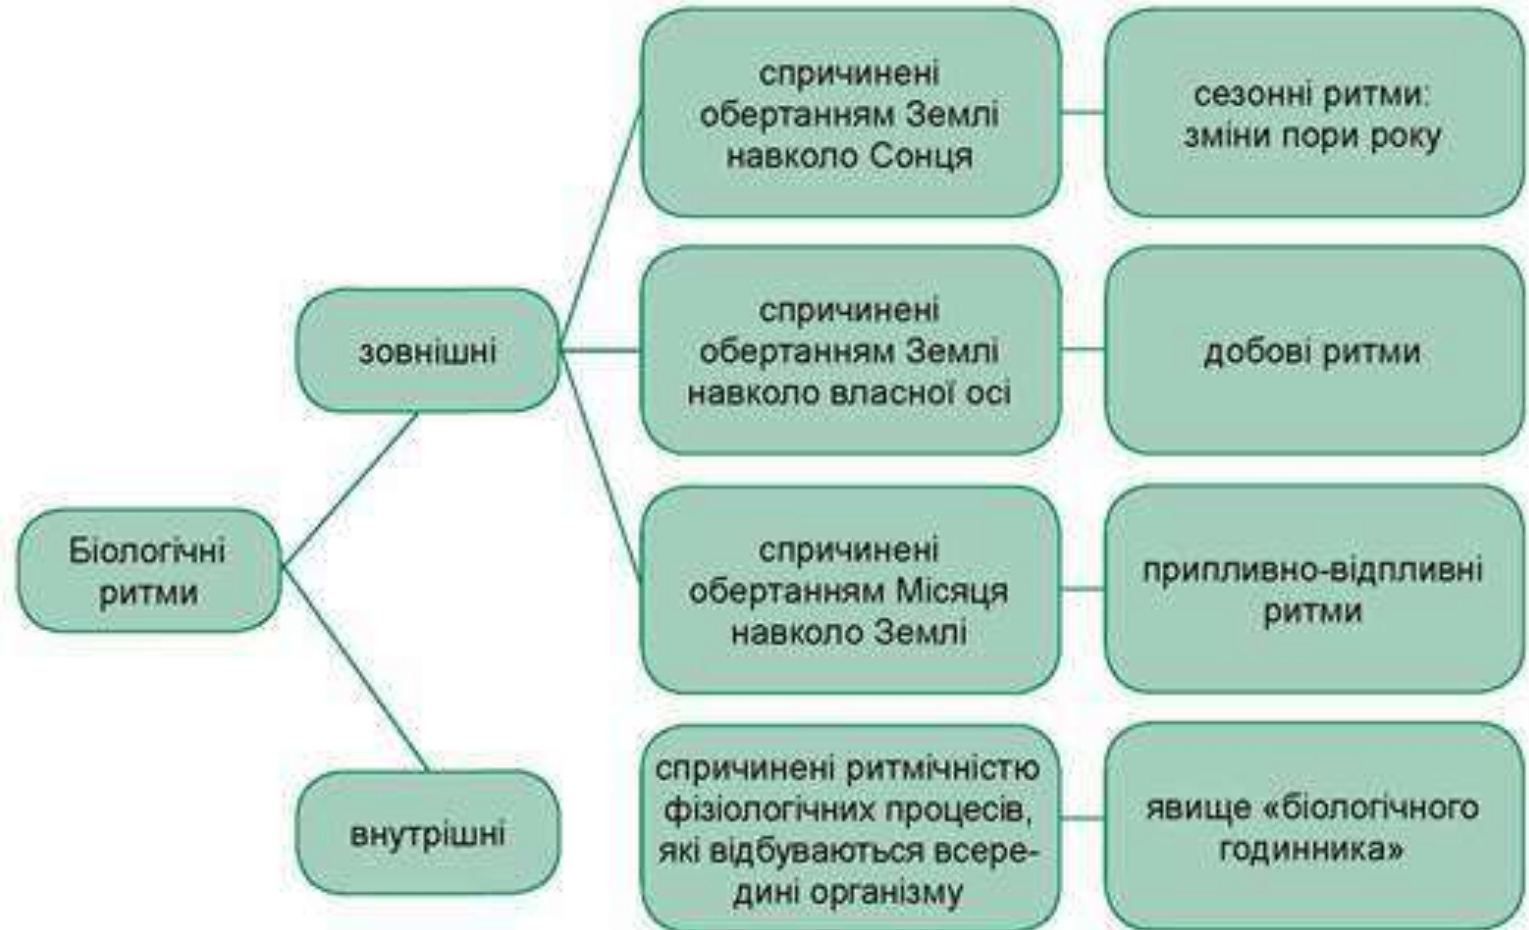 Біологічні
ритми
зовнішні
спричинені
обертанням Землі
навколо Сонця
сезонні ритми:
зміни пори року
спричинені
обертанням Землі
навколо власної осі
добові ритми
спричинені
обертанням Місяця
навколо Землі
припливно-відпливні
ритми
внутрішні
спричинені ритмічністю
фізіологічних процесів,
які відбуваються всере-
дині організму
явище «біологічного
годинника»